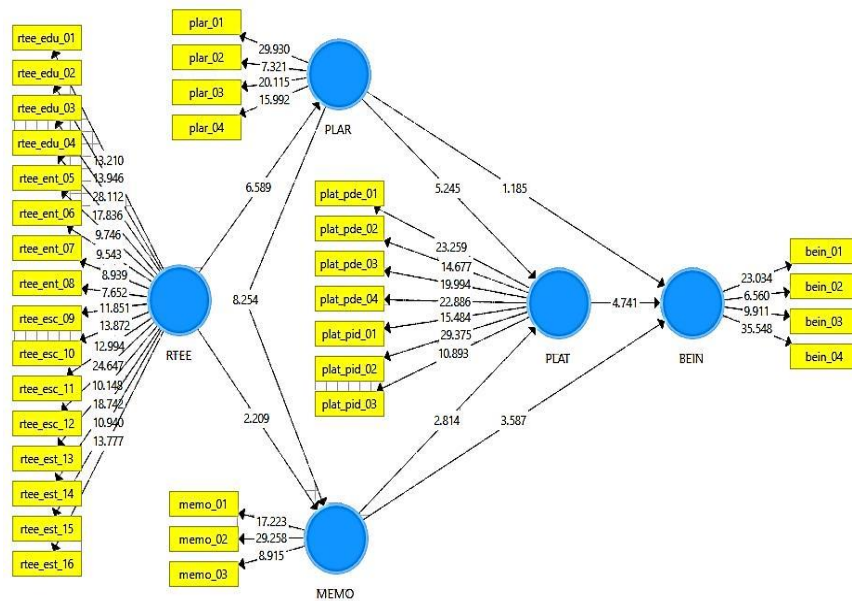 rtee_edu_01
rtee_edu_02
rtee_edu_03
rtee_edu_04
rtee_ent_05
rtee_ent_06
rtee_ent_07
rtee_ent_08
rtee_esc_09
rtee_esc_10
rtee_esc_11
rtee_esc_12
rtee_est_13
rtee_est_14
rtee_est_15
rtee_est_16
13.210
13.946
28.112
17.836
9.746
9.543
8.939
7.652
11.851
13.872
12.994
24.647
10.148
18.742
10.940
13.777
RTEE
plar_01
plar_02
plar_03
plar_04
29.930
7.321
20.115
15.992
PLAR
6.589
8.254
2.209
5.245
1.185
plat_pde_01
plat_pde_02
plat_pde_03
plat_pde_04
plat_pid_01
plat_pid_02
plat_pid_03
23.259
14.677
19.994
22.886
15.484
29.375
10.893
PLAT
4.741
2.814
3.587
memo_01
memo_02
memo_03
17.223
29.258
8.915
MEMO
BEIN
23.034
6.560
9.911
35.548
bein_01
bein_02
bein_03
bein_04